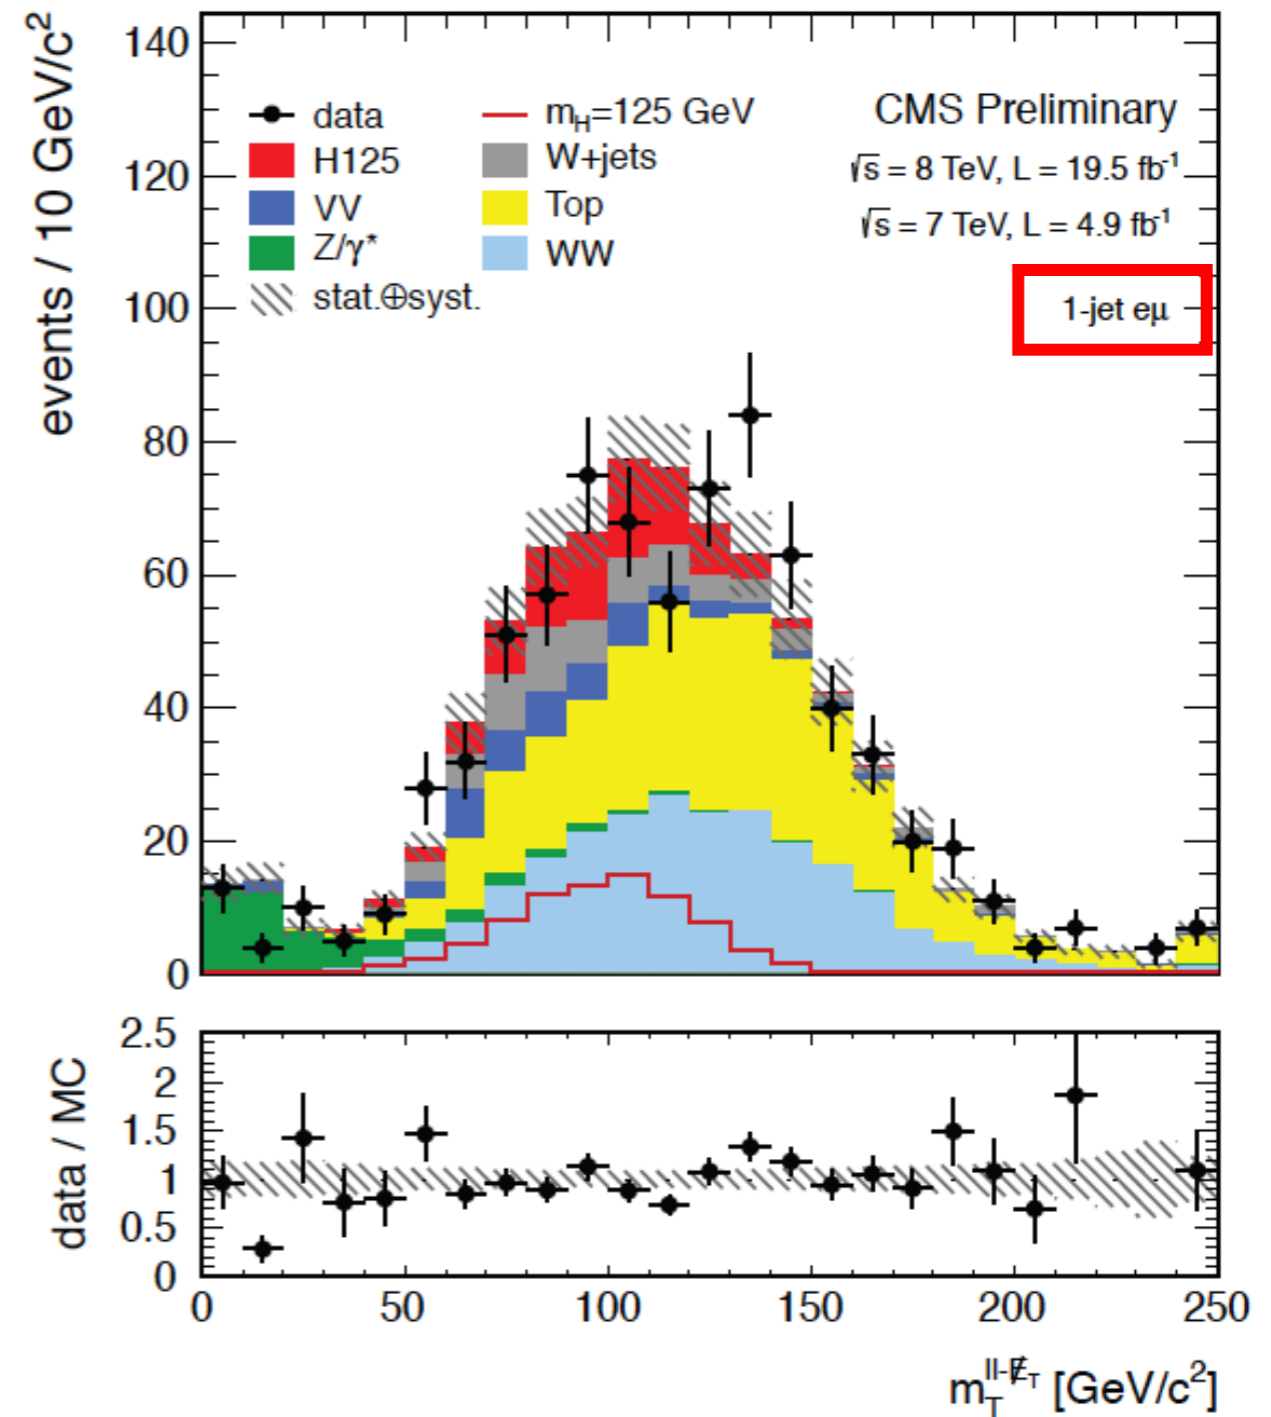 events / 10 GeV/c²
140
120
100
80
60
40
20
0
data
m_H=125 GeV
H125
W+jets
VV
Top
Z/γ*
WW
stat.⊕syst.
CMS Preliminary
√s = 8 TeV, L = 19.5 fb⁻¹
√s = 7 TeV, L = 4.9 fb⁻¹
1-jet eμ
data / MC
2.5
2
1.5
1
0.5
0
0 50 100 150 200 250
m_T^{ll-E̸_T} [GeV/c²]